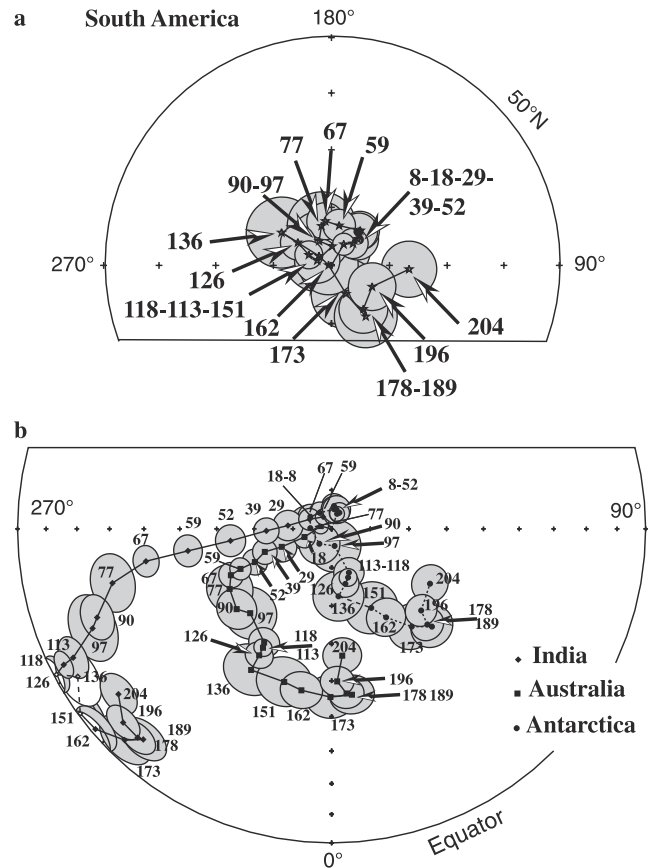 a South America 180°
50°N
67
77 59
90-97 8-18-29-
39-52
136
270° 90°
126
118-113-151
162 204
173 196
178-189
b
67 59
18-8
270° 8-52 90°
29
39
52 77
59 90
67 97
18
59
113-118
77 67 29 204
39
52 126
77 136 151 196
90 90 178
97 97 162 189
113 126 118 173
118 136 113 204
126 India
136 196 Australia
204 151 178 189
151 196 162 Antarctica
189 173
162 178
173
Equator
0°